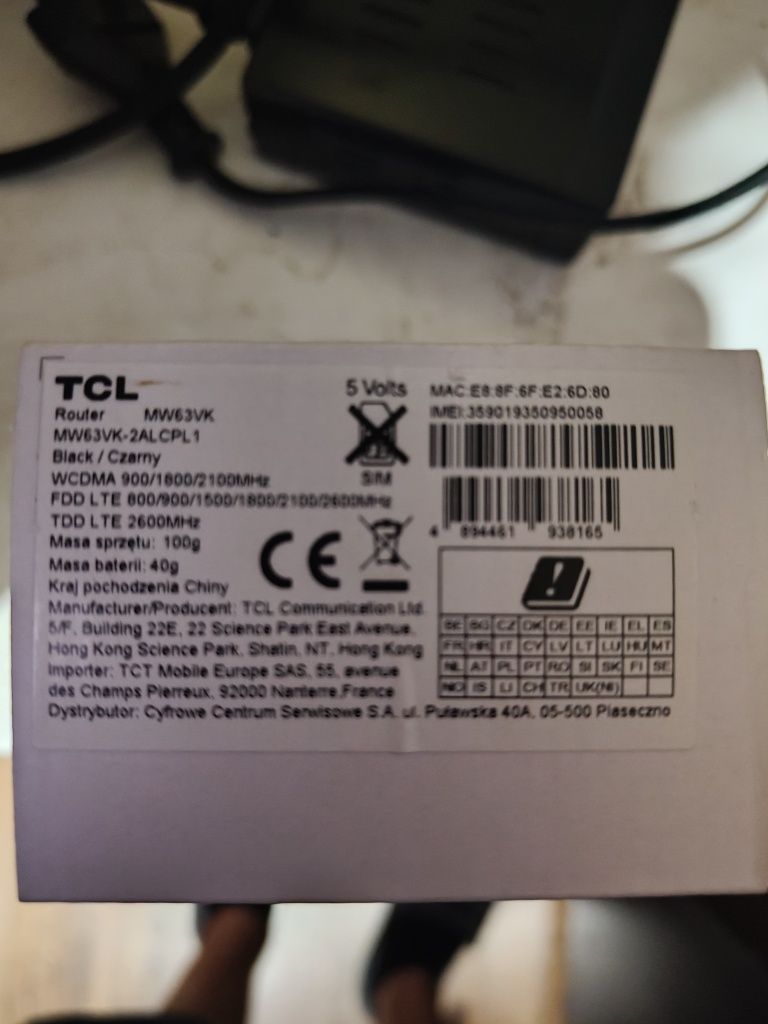 TCL
Router MW63VK
MW63VK-2ALCPL1
Black / Czarny
WCDMA 900/1800/2100MHz
FDD LTE 800/900/1500/1800/2100/2600MHz
TDD LTE 2600MHz
Masa sprzętu: 100g
Masa baterii: 40g
Kraj pochodzenia Chiny
Manufacturer/Producent: TCL Communication Ltd.
5/F, Building 22E, 22 Science Park East Avenue,
Hong Kong Science Park, Shatin, NT, Hong Kong
Importer: TCT Mobile Europe SAS, 55, avenue
des Champs Pierreux, 92000 Nanterre,France
Dystrybutor: Cyfrowe Centrum Serwisowe S.A. ul. Puławska 40A, 05-500 Piaseczno
5 Volts
SIM
CE
MAC:E8:8F:6F:E2:6D:80
IMEI:359019350950058
4 894461 938165
BE BG CZ DK DE EE IE EL ES
FR HR IT CY LV LT LU HU MT
NL AT PL PT RO SI SK FI SE
NO IS LI CH TR UK(NI)